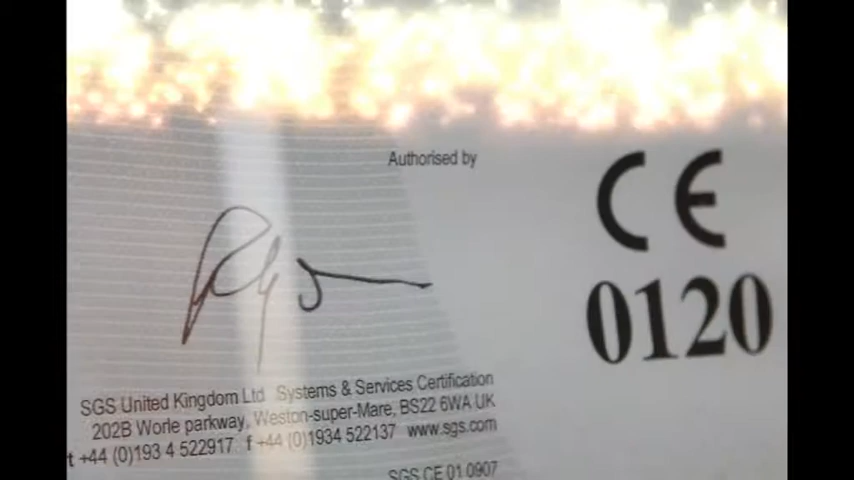 Authorised by
CE
0120
SGS United Kingdom Ltd Systems & Services Certification
202B Worle parkway, Weston-super-Mare, BS22 6WA UK
t +44 (0)193 4 522917 f +44 (0)1934 522137 www.sgs.com
SGS CE 01 0907